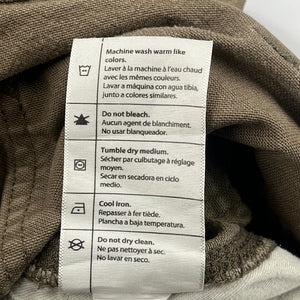 Machine wash warm like
colors.
Laver à la machine à l'eau chaud
avec les mêmes couleurs.
Lavar a máquina con agua tibia,
junto a colores similares.
Do not bleach.
Aucun agent de blanchiment.
No usar blanqueador.
Tumble dry medium.
Sécher par culbutage à réglage
moyen.
Secar en secadora en ciclo
medio.
Cool Iron.
Repasser à fer tiède.
Plancha a baja temperatura.
Do not dry clean.
Ne pas nettoyer à sec.
No lavar en seco.